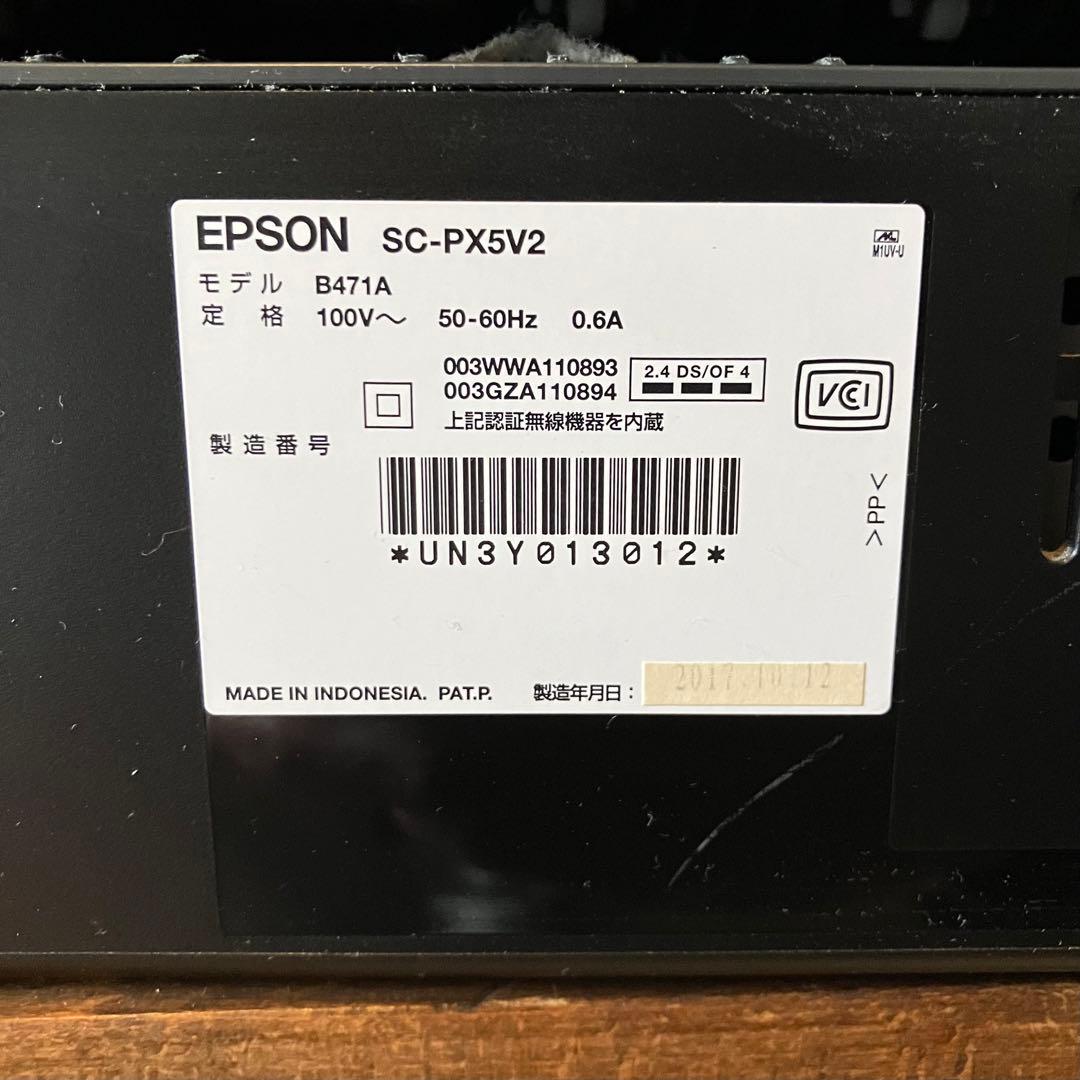 EPSON SC-PX5V2
M1UV-U
モデル B471A
定格 100V〜 50-60Hz 0.6A
003WWA110893
003GZA110894
2.4 DS/OF 4
VCCI
上記認証無線機器を内蔵
製造番号
*UN3Y013012*
>PP<
MADE IN INDONESIA. PAT.P. 製造年月日: 2017.10.12